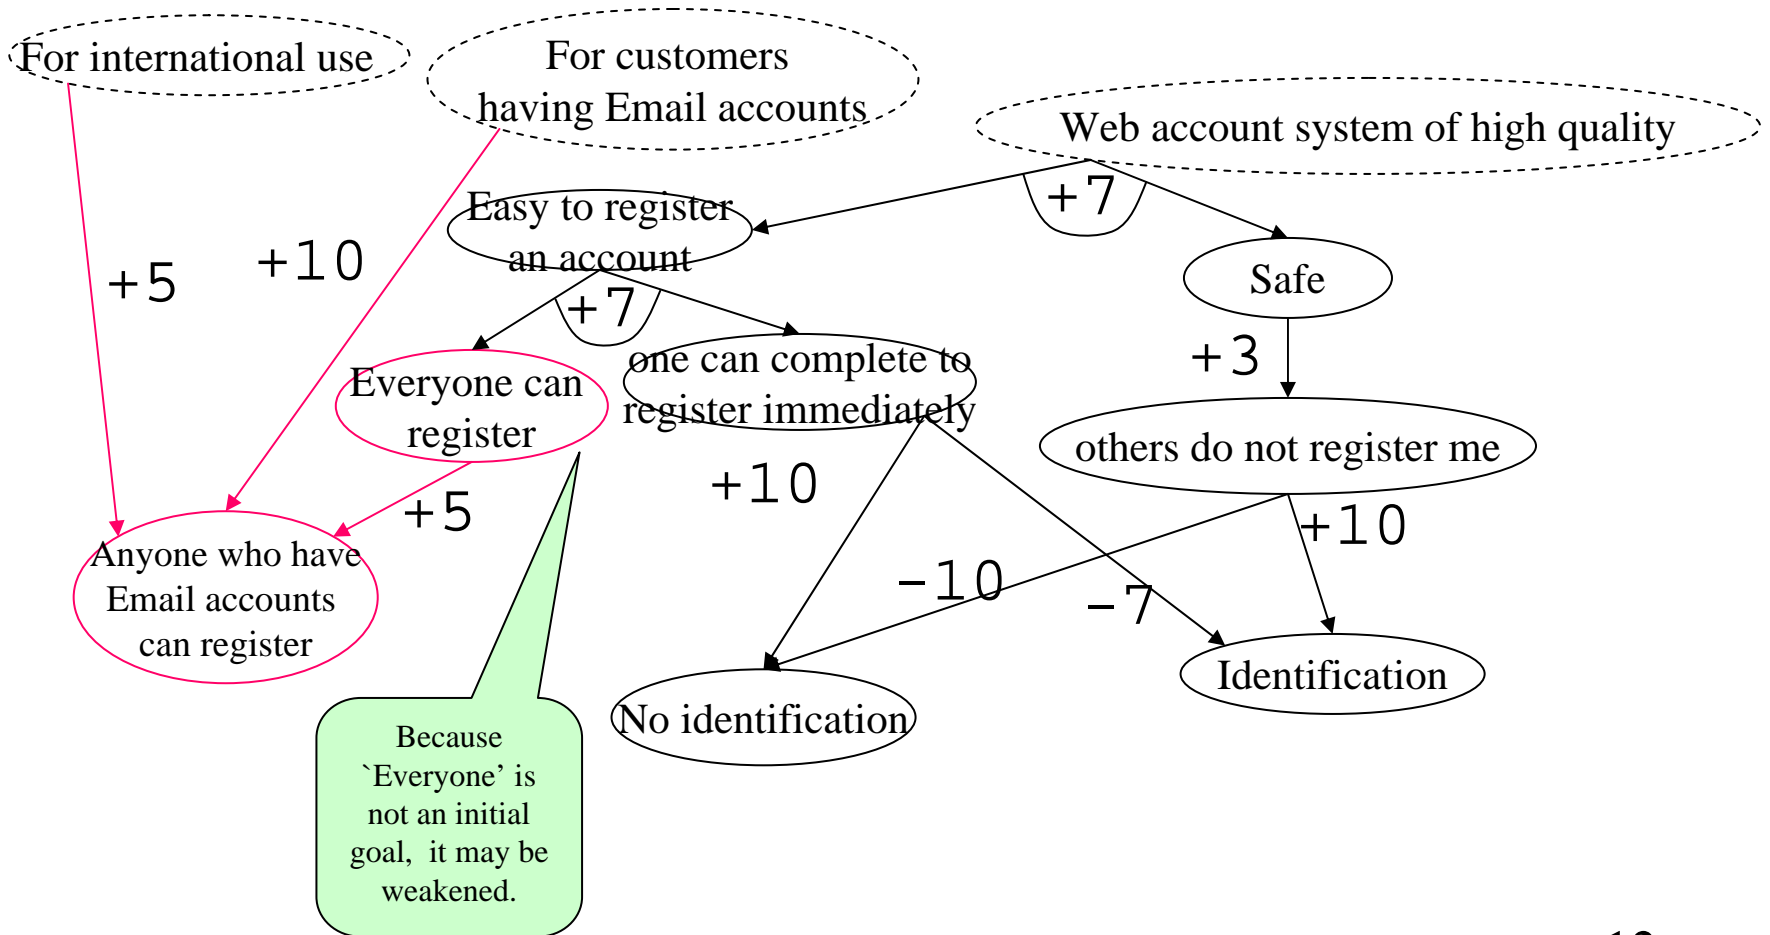 For international use
For customers
having Email accounts
Web account system of high quality
+7
Easy to register
an account
+5
+10
Safe
+7
+3
Everyone can
register
one can complete to
register immediately
others do not register me
+10
+5
+10
Anyone who have
Email accounts
can register
-10
-7
Identification
No identification
Because
`Everyone’ is
not an initial
goal,  it may be
weakened.